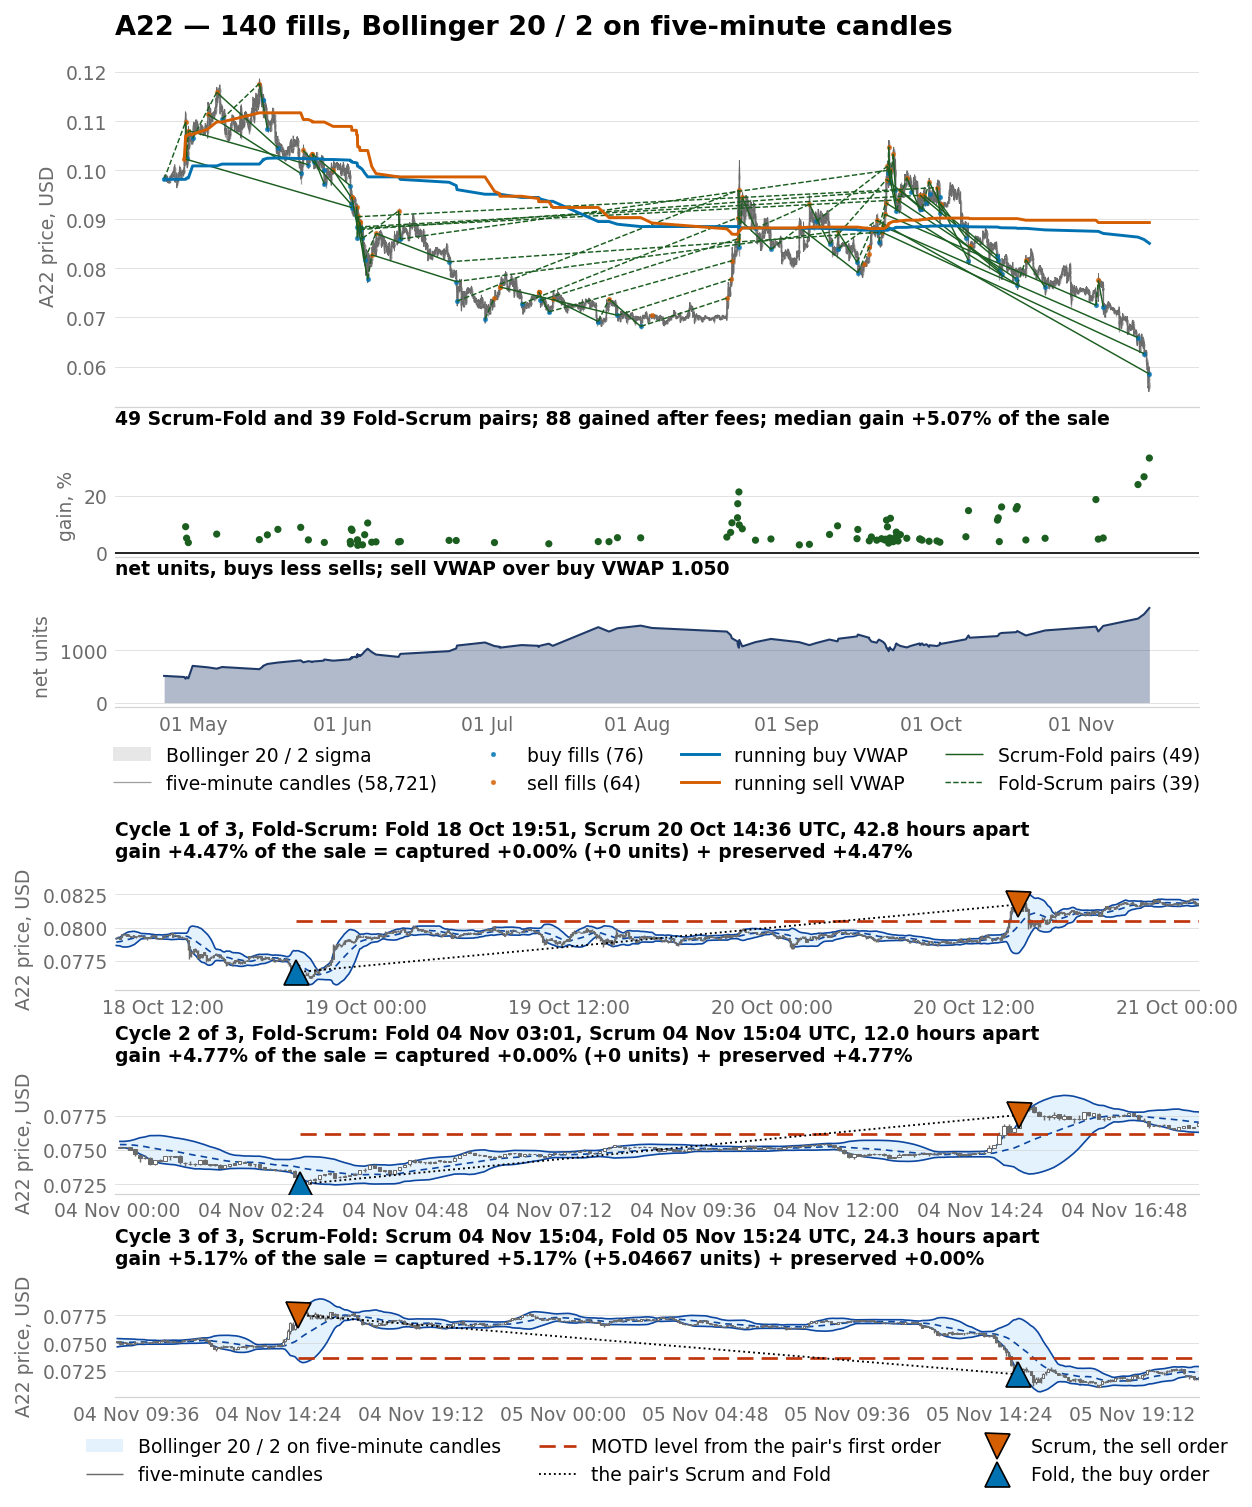 A22 — 140 fills, Bollinger 20 / 2 on five-minute candles
A22 price, USD
0.12
0.11
0.10
0.09
0.08
0.07
0.06
49 Scrum-Fold and 39 Fold-Scrum pairs; 88 gained after fees; median gain +5.07% of the sale
gain, %
20
0
net units, buys less sells; sell VWAP over buy VWAP 1.050
net units
1000
0
01 May 01 Jun 01 Jul 01 Aug 01 Sep 01 Oct 01 Nov
Bollinger 20 / 2 sigma buy fills (76) running buy VWAP Scrum-Fold pairs (49)
five-minute candles (58,721) sell fills (64) running sell VWAP Fold-Scrum pairs (39)
Cycle 1 of 3, Fold-Scrum: Fold 18 Oct 19:51, Scrum 20 Oct 14:36 UTC, 42.8 hours apart
gain +4.47% of the sale = captured +0.00% (+0 units) + preserved +4.47%
A22 price, USD
0.0825
0.0800
0.0775
18 Oct 12:00 19 Oct 00:00 19 Oct 12:00 20 Oct 00:00 20 Oct 12:00 21 Oct 00:00
Cycle 2 of 3, Fold-Scrum: Fold 04 Nov 03:01, Scrum 04 Nov 15:04 UTC, 12.0 hours apart
gain +4.77% of the sale = captured +0.00% (+0 units) + preserved +4.77%
A22 price, USD
0.0775
0.0750
0.0725
04 Nov 00:00 04 Nov 02:24 04 Nov 04:48 04 Nov 07:12 04 Nov 09:36 04 Nov 12:00 04 Nov 14:24 04 Nov 16:48
Cycle 3 of 3, Scrum-Fold: Scrum 04 Nov 15:04, Fold 05 Nov 15:24 UTC, 24.3 hours apart
gain +5.17% of the sale = captured +5.17% (+5.04667 units) + preserved +0.00%
A22 price, USD
0.0775
0.0750
0.0725
04 Nov 09:36 04 Nov 14:24 04 Nov 19:12 05 Nov 00:00 05 Nov 04:48 05 Nov 09:36 05 Nov 14:24 05 Nov 19:12
Bollinger 20 / 2 on five-minute candles MOTD level from the pair's first order Scrum, the sell order
five-minute candles the pair's Scrum and Fold Fold, the buy order